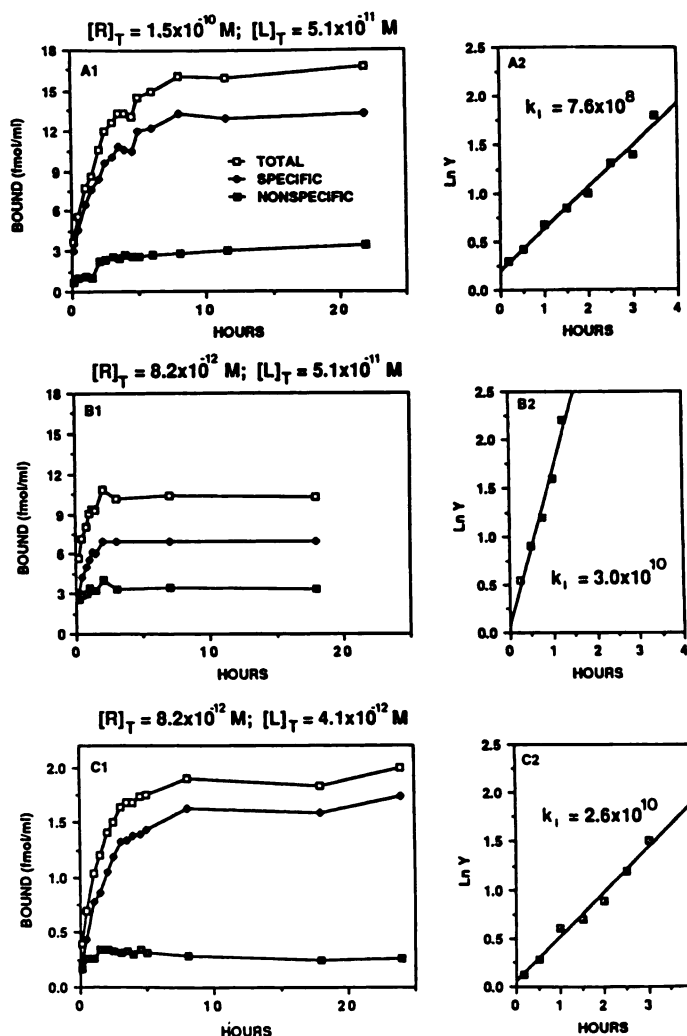 [R]T = 1.5x10-10 M; [L]T = 5.1x10-11 M
A1
BOUND (fmol/ml)
18
15
12
9
6
3
0
TOTAL
SPECIFIC
NONSPECIFIC
0 10 20
HOURS
A2
Ln Y
2.5
2.0
1.5
1.0
0.5
0.0
k1 = 7.6x10^8
0 1 2 3 4
HOURS
[R]T = 8.2x10-12 M; [L]T = 5.1x10-11 M
B1
BOUND (fmol/ml)
18
15
12
9
6
3
0
0 10 20
HOURS
B2
Ln Y
2.5
2.0
1.5
1.0
0.5
0.0
k1 = 3.0x10^10
0 1 2 3 4
HOURS
[R]T = 8.2x10-12 M; [L]T = 4.1x10-12 M
C1
BOUND (fmol/ml)
2.0
1.5
1.0
0.5
0.0
0 10 20
HOURS
C2
Ln Y
2.5
2.0
1.5
1.0
0.5
0.0
k1 = 2.6x10^10
0 1 2 3
HOURS